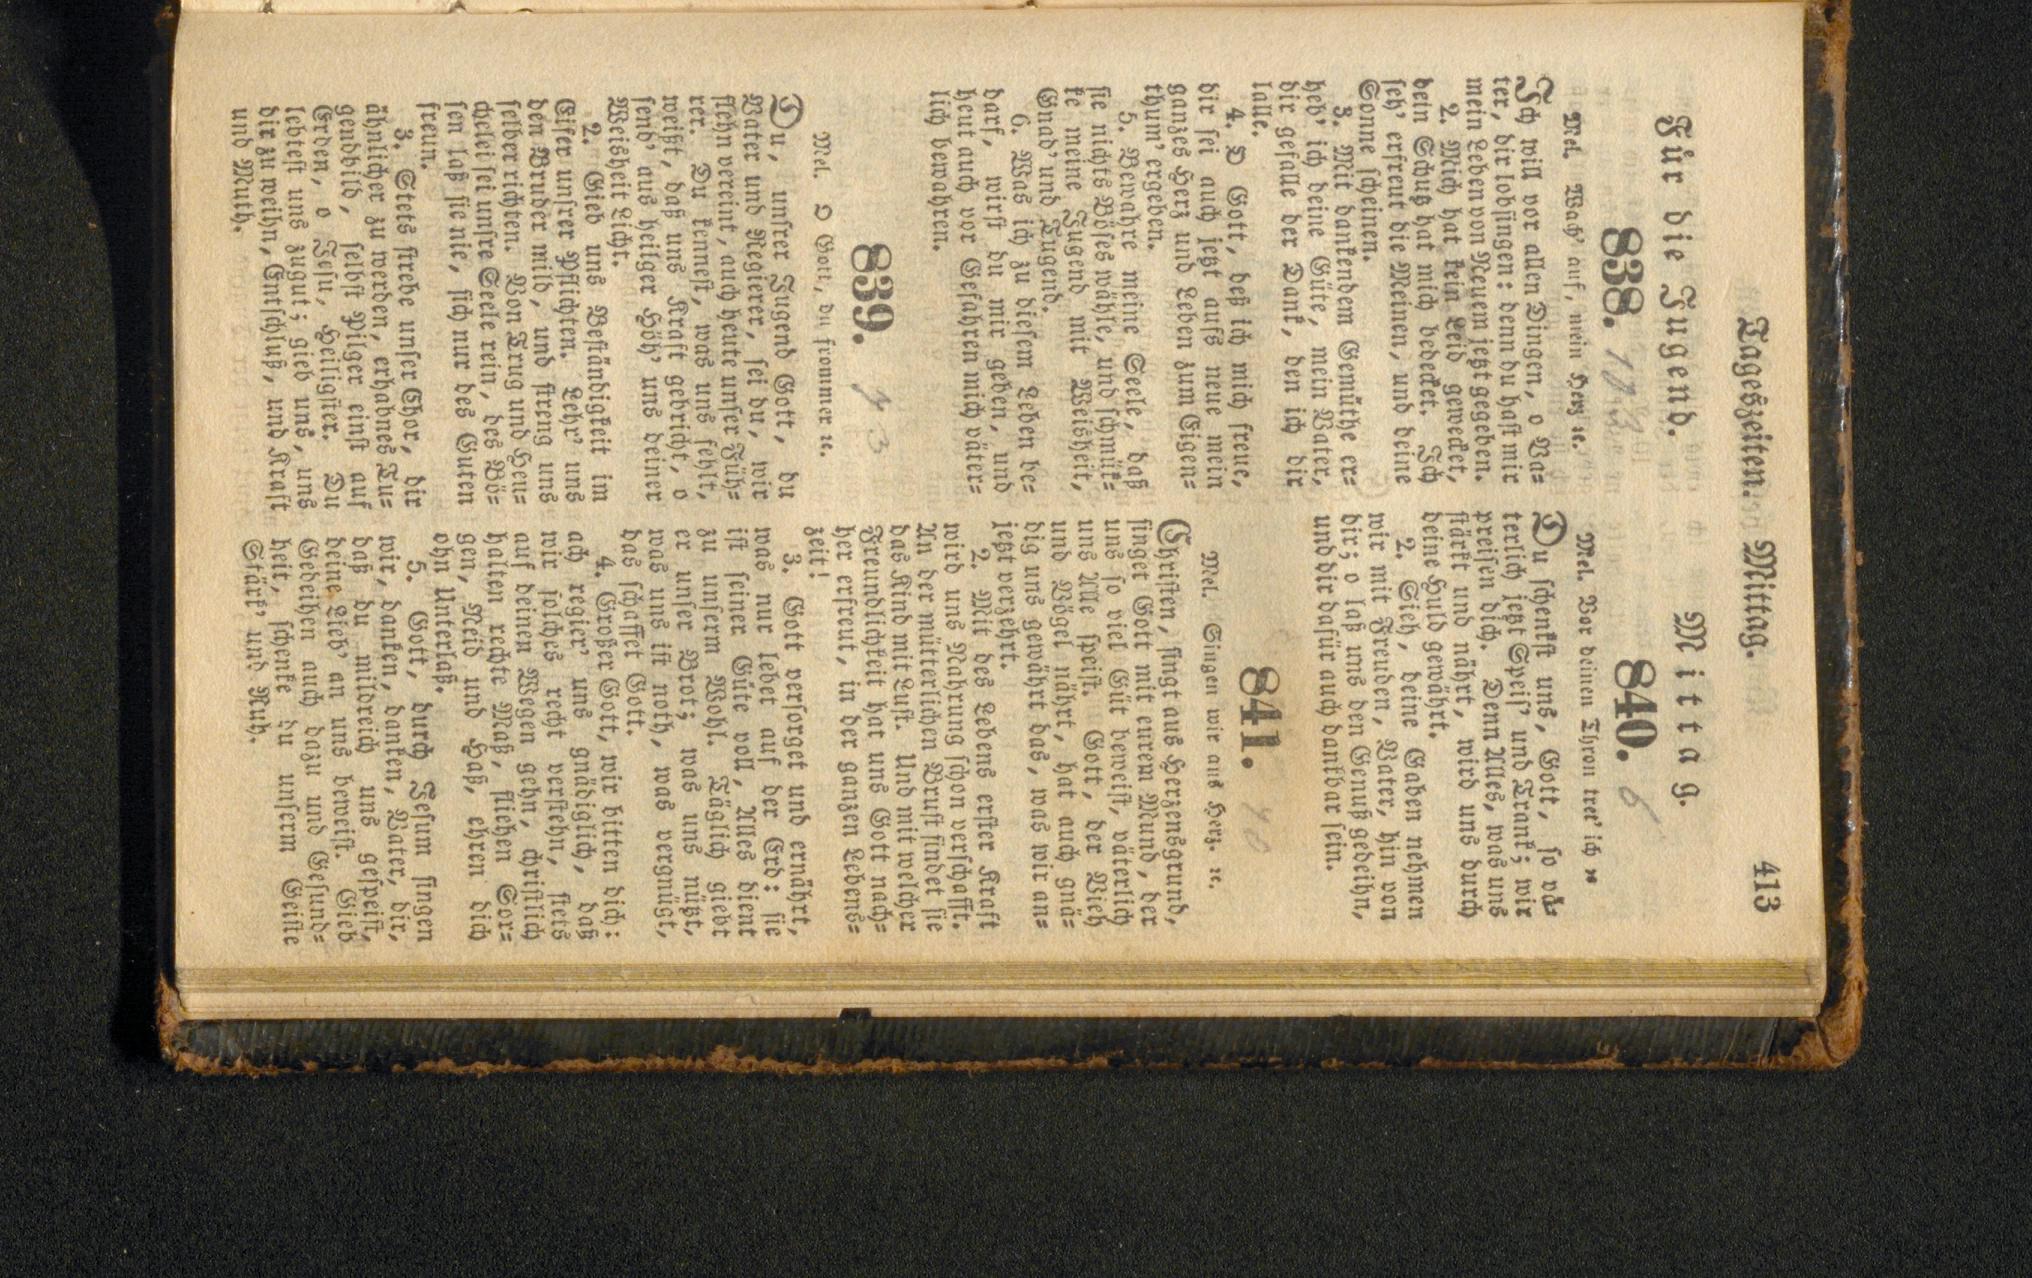 Tageszeiten. Mittag. 413
Für die Jugend.
838.
Mel. Wach' auf, mein Herz ꝛc.
Ich will vor allen Dingen, o Va-
ter, dir lobsingen: denn du hast mir
mein Leben von Neuem jetzt gegeben.
2. Mich hat kein Leid gewecket,
dein Schutz hat mich bedecket. Ich
seh' erfreut die Meinen, und deine
Sonne scheinen.
3. Mit dankendem Gemüthe er-
heb' ich deine Güte, mein Vater,
dir gefalle der Dank, den ich dir
lalle.
4. O Gott, deß ich mich freue,
dir sei auch jetzt aufs neue mein
ganzes Herz und Leben zum Eigen-
thum' ergeben.
5. Bewahre meine Seele, daß
sie nichts Böses wähle, und schmük-
ke meine Jugend mit Weisheit,
Gnad' und Tugend.
6. Was ich zu diesem Leben be-
darf, wirst du mir geben, und
heut auch vor Gefahren mich väter-
lich bewahren.
839. 43
Mel. O Gott, du frommer ꝛc.
Du, unsrer Jugend Gott, du
Vater und Regierer, sei du, wir
flehn vereint, auch heute unser Füh-
rer. Du kennest, was uns fehlt,
weißt, daß uns Kraft gebricht, o
send' aus heilger Höh' uns deiner
Weisheit Licht.
2. Gieb uns Beständigkeit im
Eifer unsrer Pflichten. Lehr' uns
den Bruder mild, und streng uns
selber richten. Von Trug und Heu-
chelei sei unsre Seele rein, des Bö-
sen laß sie nie, sich nur des Guten
freun.
3. Stets strebe unser Chor, dir
ähnlicher zu werden, erhabnes Tu-
gendbild, selbst Pilger einst auf
Erden, o Jesu, Heiligster. Du
lebtest uns zugut; gieb uns, uns
dir zu weihn, Entschluß, und Kraft
und Muth.
Mittag.
840. 6
Mel. Vor deinen Thron tret' ich ꝛc
Du schenkst uns, Gott, so vä-
terlich jetzt Speis' und Trank; wir
preisen dich. Denn Alles, was uns
stärkt und nährt, wird uns durch
deine Huld gewährt.
2. Sieh, deine Gaben nehmen
wir mit Freuden, Vater, hin von
dir; o laß uns den Genuß gedeihn,
und dir dafür auch dankbar sein.
841. 40
Mel. Singen wir aus Herz. ꝛc.
Christen, singt aus Herzensgrund,
singet Gott mit eurem Mund, der
uns so viel Güt beweist, väterlich
uns Alle speist. Gott, der Vieh
und Vögel nährt, hat auch gnä-
dig uns gewährt das, was wir an-
jetzt verzehrt.
2. Mit des Lebens erster Kraft
wird uns Nahrung schon verschafft.
An der mütterlichen Brust findet sie
das Kind mit Lust. Und mit welcher
Freundlichkeit hat uns Gott nach-
her erfreut, in der ganzen Lebens-
zeit!
3. Gott versorget und ernährt,
was nur lebet auf der Erd: sie
ist seiner Güte voll, Alles dient
zu unserm Wohl. Täglich giebt
er unser Brot; was uns nützt,
was uns ist noth, was vergnügt,
das schaffet Gott.
4. Großer Gott, wir bitten dich:
ach regier' uns gnädiglich, daß
wir solches recht verstehn, stets
auf deinen Wegen gehn, christlich
halten rechte Maß, fliehen Sor-
gen, Neid und Haß, ehren dich
ohn Unterlaß.
5. Gott, durch Jesum singen
wir, danken, danken, Vater, dir,
daß du mildreich uns gespeist,
deine Lieb' an uns beweist. Gieb
Gedeihen auch dazu und Gesund-
heit, schenke du unserm Geiste
Stärk' und Ruh.